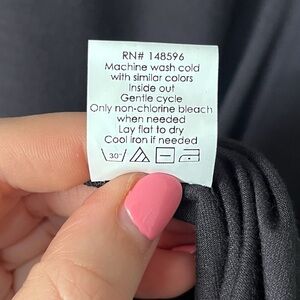 RN# 148596
Machine wash cold
with similar colors
Inside out
Gentle cycle
Only non-chlorine bleach
when needed
Lay flat to dry
Cool iron if needed
30°